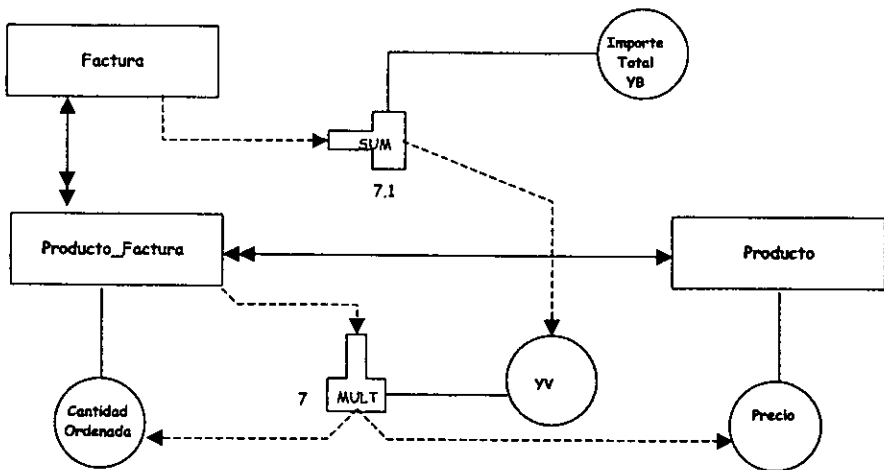 Importe
Total
YB
Factura
SUM
7.1
Producto_Factura
Producto
7
MULT
YV
Cantidad
Ordenada
Precio